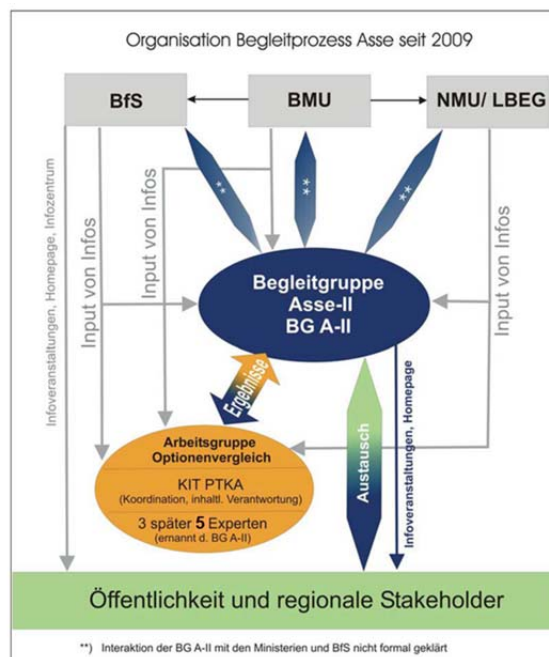 Organisation Begleitprozess Asse seit 2009
BfS
BMU
NMU/ LBEG
**
**
**
Infoveranstaltungen, Homepage, Infozentrum
Input von Infos
Input von Infos
Input von Infos
Begleitgruppe
Asse-II
BG A-II
Ergebnisse
Arbeitsgruppe
Optionenvergleich
KIT PTKA
(Koordination, inhaltl. Verantwortung)
3 später 5 Experten
(ernannt d. BG A-II)
Austausch
Infoveranstaltungen, Homepage
Öffentlichkeit und regionale Stakeholder
**) Interaktion der BG A-II mit den Ministerien und BfS nicht formal geklärt